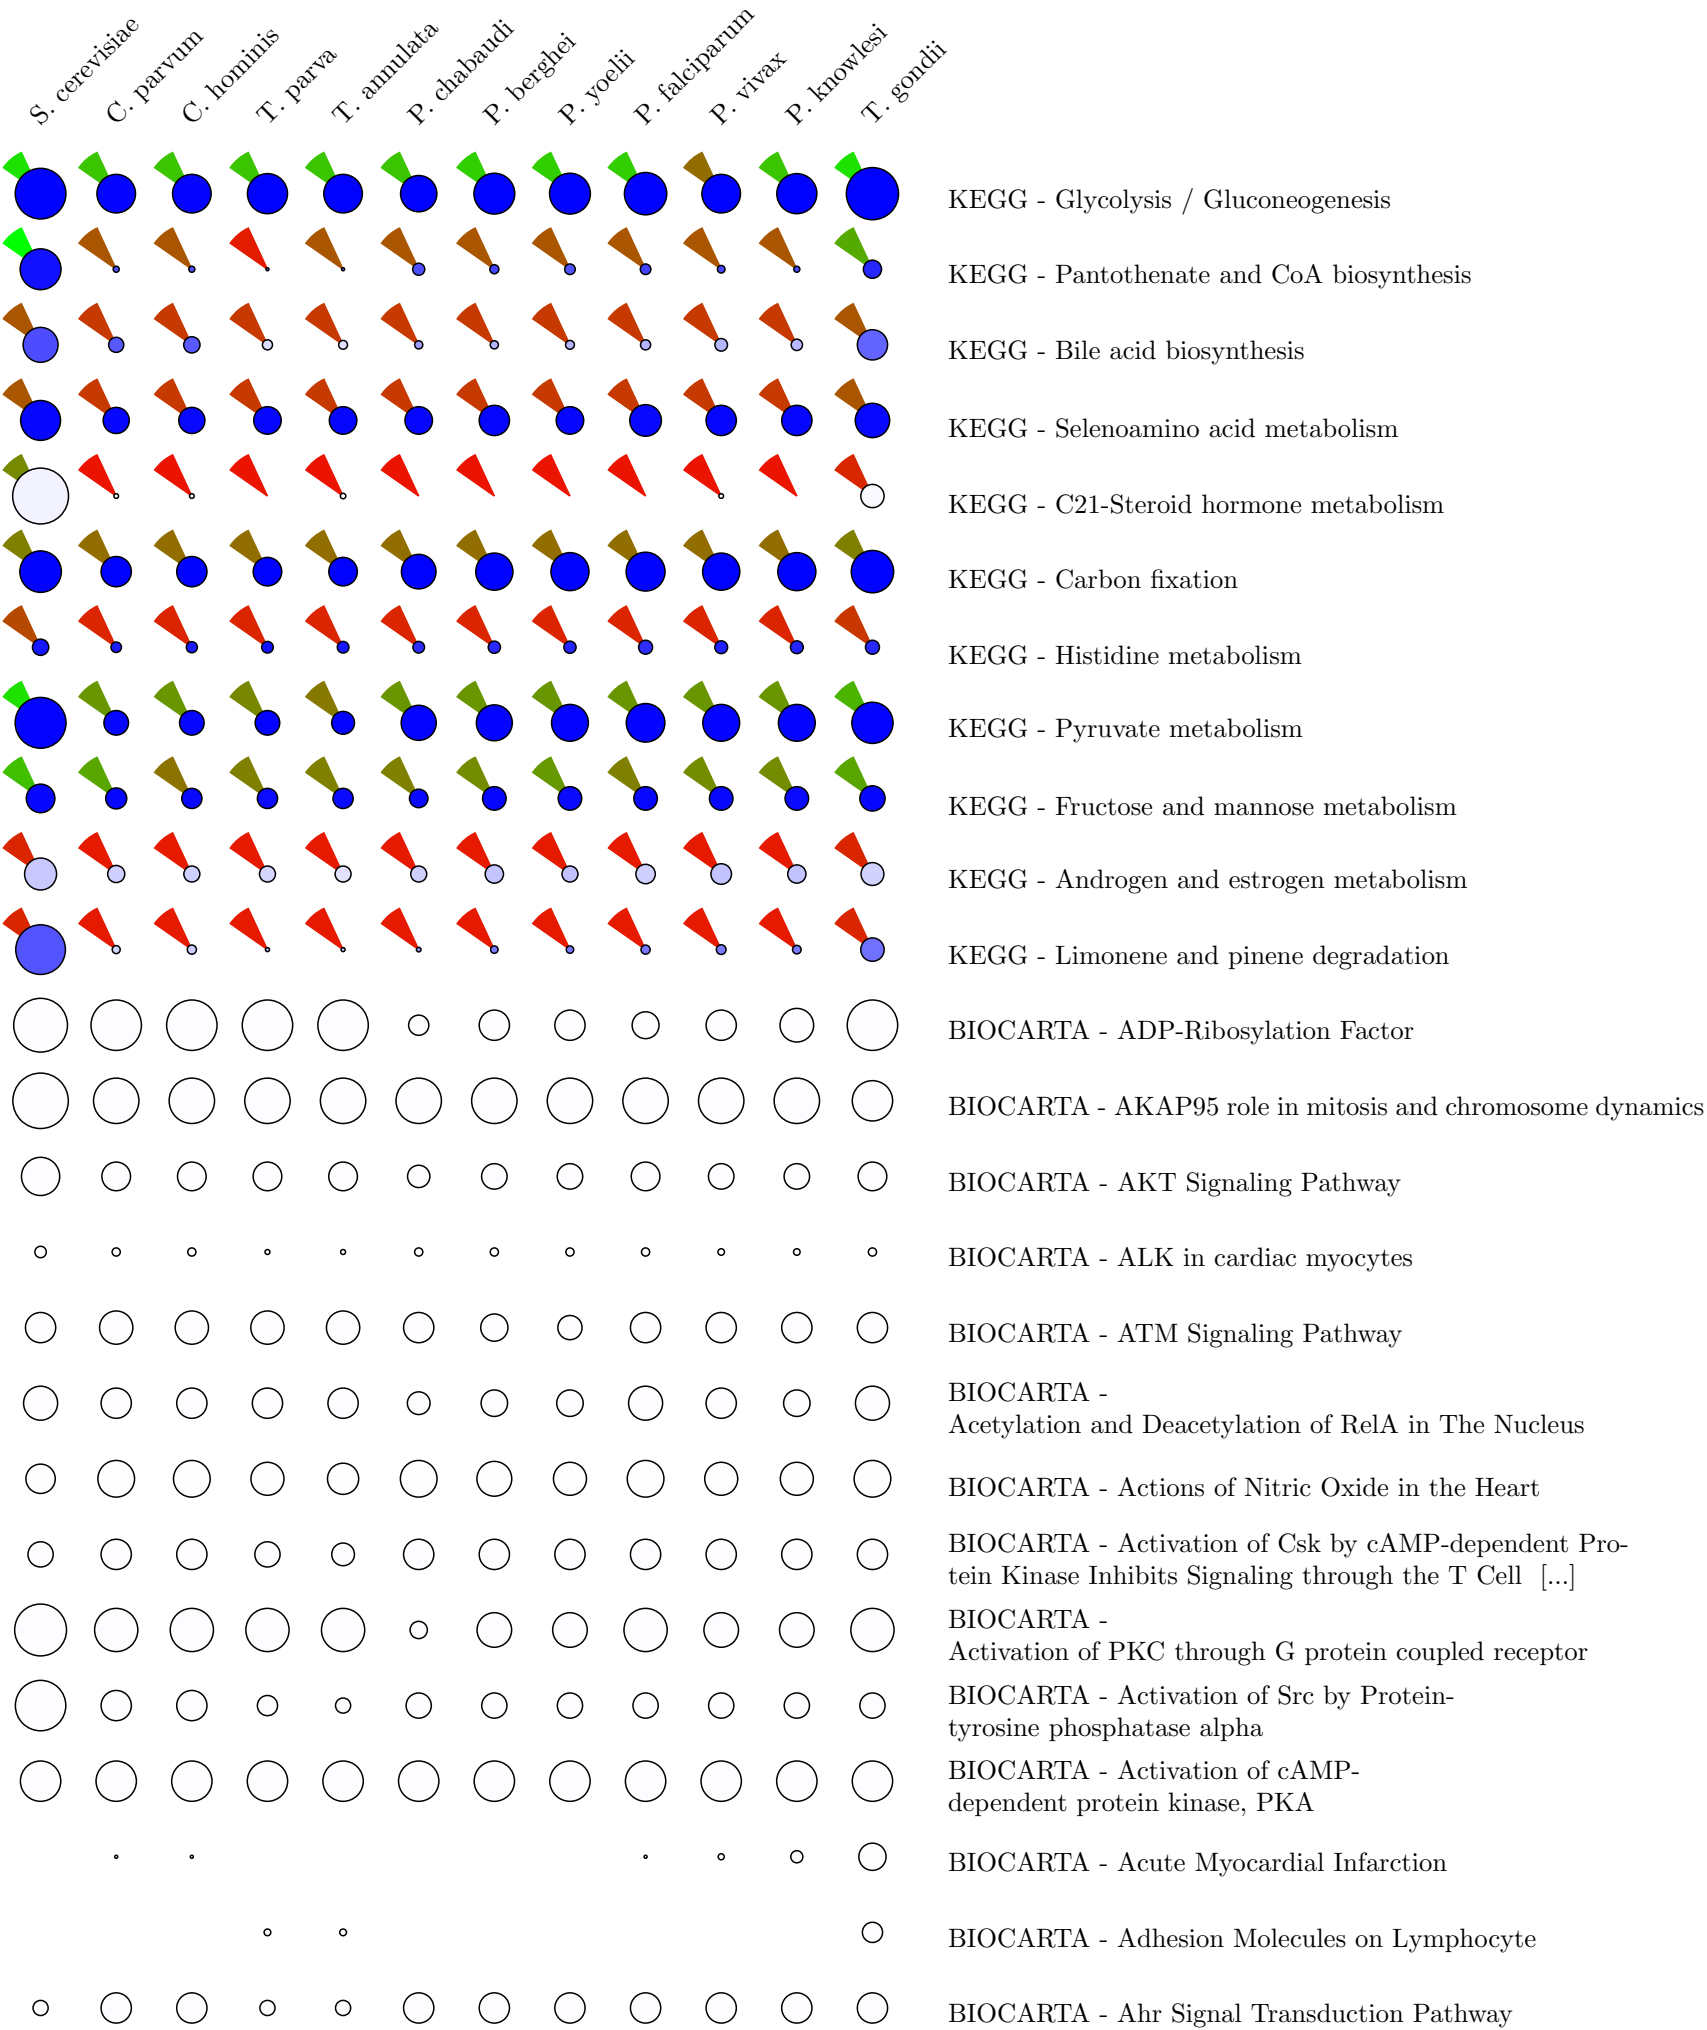 S. cerevisiae
C. parvum
C. hominis
T. parva
T. annulata
P. chabaudi
P. berghei
P. yoelii
P. falciparum
P. vivax
P. knowlesi
T. gondii
KEGG - Glycolysis / Gluconeogenesis
KEGG - Pantothenate and CoA biosynthesis
KEGG - Bile acid biosynthesis
KEGG - Selenoamino acid metabolism
KEGG - C21-Steroid hormone metabolism
KEGG - Carbon fixation
KEGG - Histidine metabolism
KEGG - Pyruvate metabolism
KEGG - Fructose and mannose metabolism
KEGG - Androgen and estrogen metabolism
KEGG - Limonene and pinene degradation
BIOCARTA - ADP-Ribosylation Factor
BIOCARTA - AKAP95 role in mitosis and chromosome dynamics
BIOCARTA - AKT Signaling Pathway
BIOCARTA - ALK in cardiac myocytes
BIOCARTA - ATM Signaling Pathway
BIOCARTA -
Acetylation and Deacetylation of RelA in The Nucleus
BIOCARTA - Actions of Nitric Oxide in the Heart
BIOCARTA - Activation of Csk by cAMP-dependent Pro-
tein Kinase Inhibits Signaling through the T Cell [...]
BIOCARTA -
Activation of PKC through G protein coupled receptor
BIOCARTA - Activation of Src by Protein-
tyrosine phosphatase alpha
BIOCARTA - Activation of cAMP-
dependent protein kinase, PKA
BIOCARTA - Acute Myocardial Infarction
BIOCARTA - Adhesion Molecules on Lymphocyte
BIOCARTA - Ahr Signal Transduction Pathway